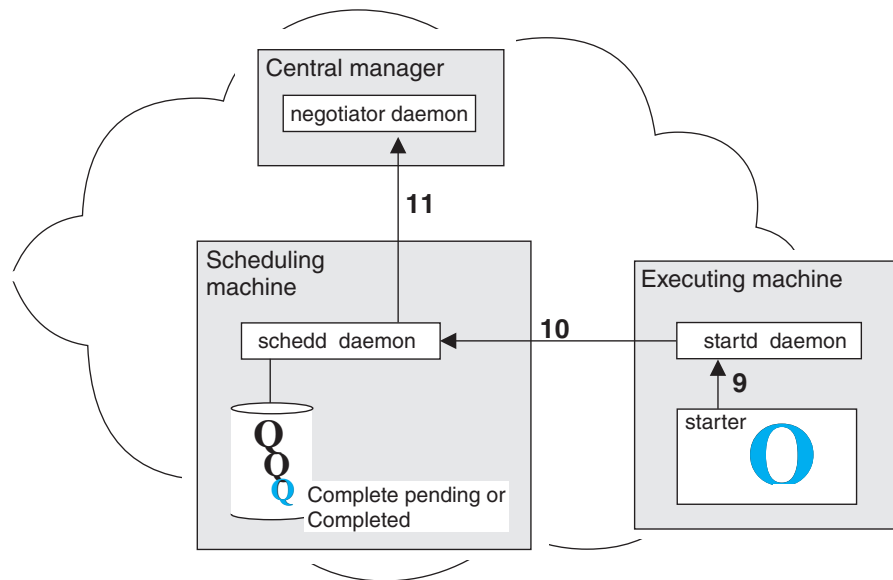 Central manager
negotiator daemon
11
Scheduling
machine
Executing machine
schedd daemon
10
startd daemon
9
starter
Q
Q
Q
O
Complete pending or
Completed